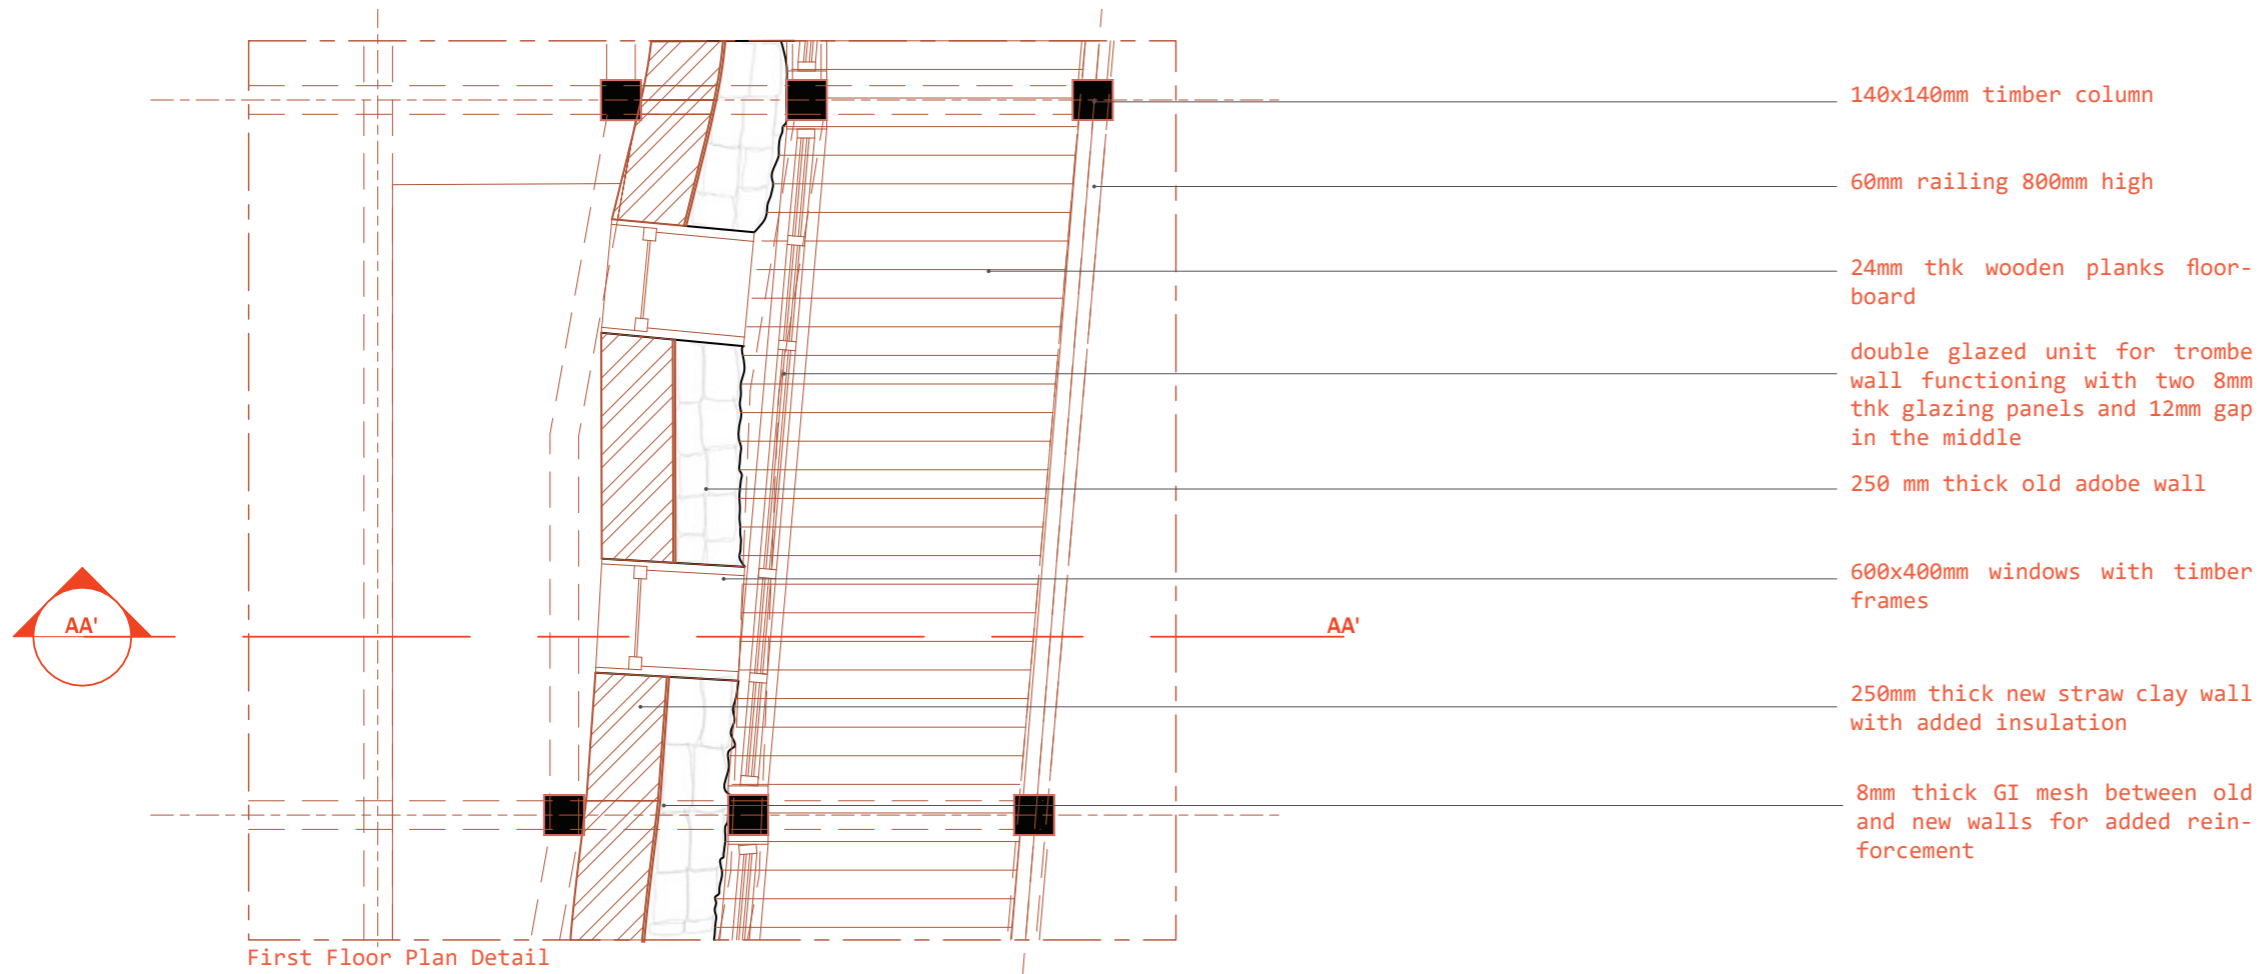 140x140mm timber column
60mm railing 800mm high
24mm thk wooden planks floor-
board
double glazed unit for trombe
wall functioning with two 8mm
thk glazing panels and 12mm gap
in the middle
250 mm thick old adobe wall
600x400mm windows with timber
frames
AA'
AA'
250mm thick new straw clay wall
with added insulation
8mm thick GI mesh between old
and new walls for added rein-
forcement
First Floor Plan Detail